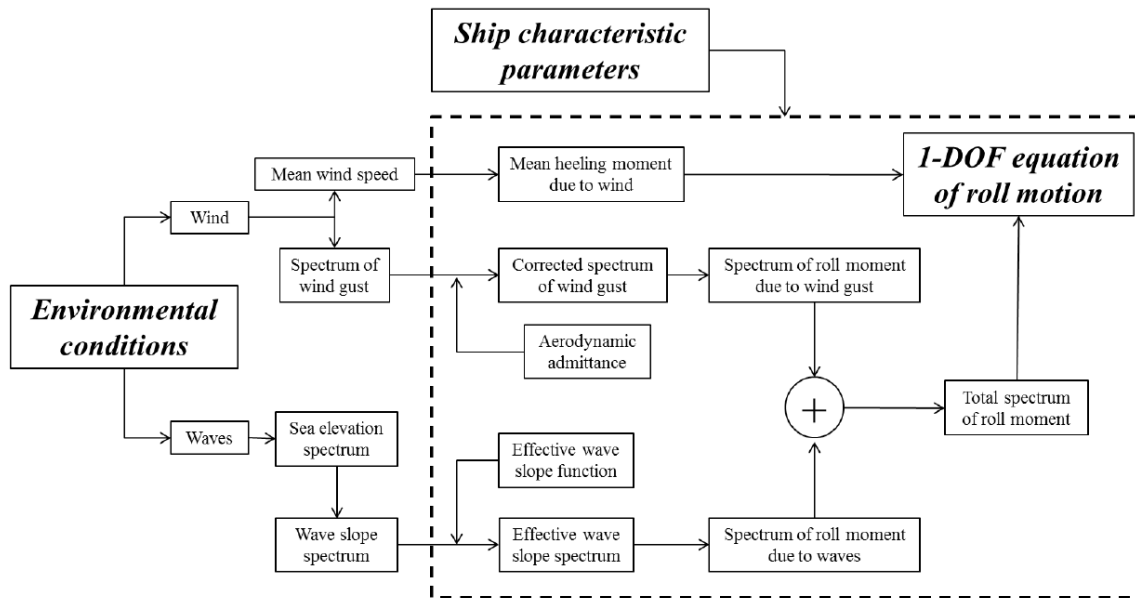 Ship characteristic
parameters
1-DOF equation
of roll motion
Mean wind speed
Mean heeling moment
due to wind
Wind
Spectrum of
wind gust
Corrected spectrum
of wind gust
Spectrum of roll moment
due to wind gust
Environmental
conditions
Aerodynamic
admittance
+
Total spectrum
of roll moment
Waves
Sea elevation
spectrum
Effective wave
slope function
Wave slope
spectrum
Effective wave
slope spectrum
Spectrum of roll moment
due to waves